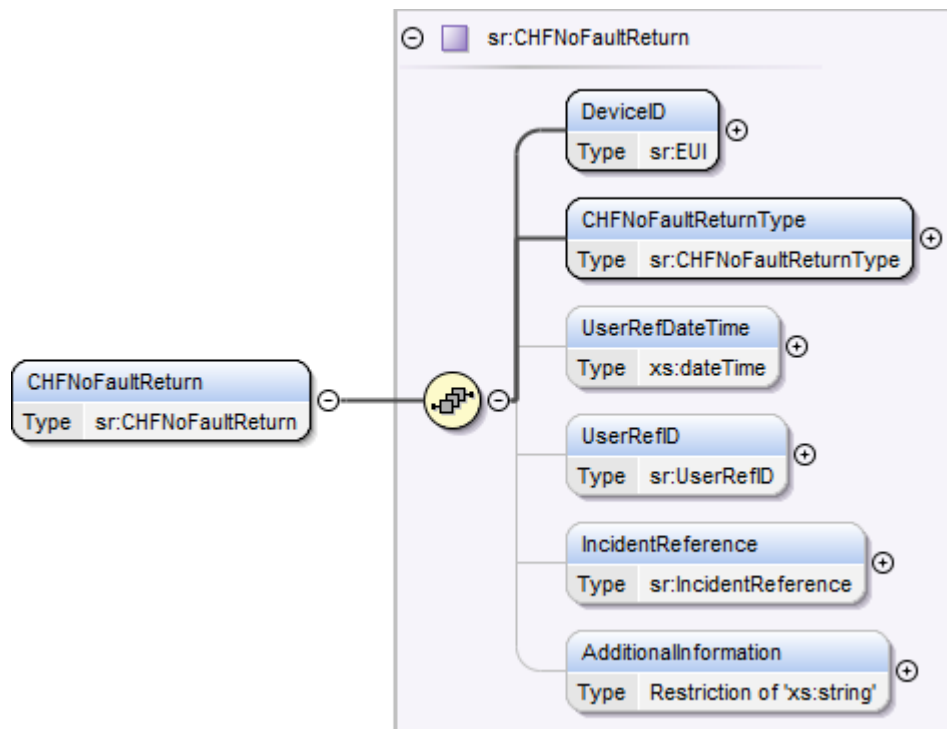 sr:CHFNoFaultReturn
DeviceID
Type sr:EUI
CHFNoFaultReturnType
Type sr:CHFNoFaultReturnType
UserRefDateTime
Type xs:dateTime
CHFNoFaultReturn
Type sr:CHFNoFaultReturn
UserRefID
Type sr:UserRefID
IncidentReference
Type sr:IncidentReference
AdditionalInformation
Type Restriction of 'xs:string'